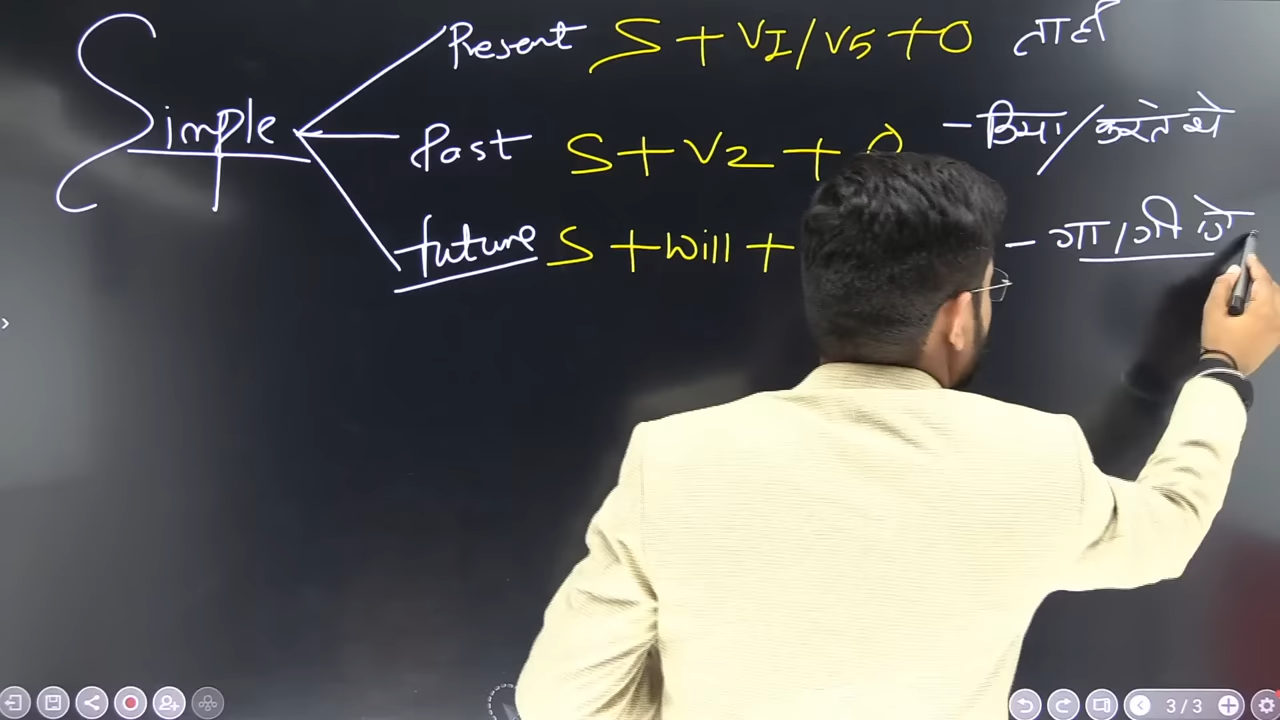 Simple
Present S + V1/V5 + O ता ती
Past S + V2 + O - किया/करते थे
future S + will + - गा/गी गे
3/3